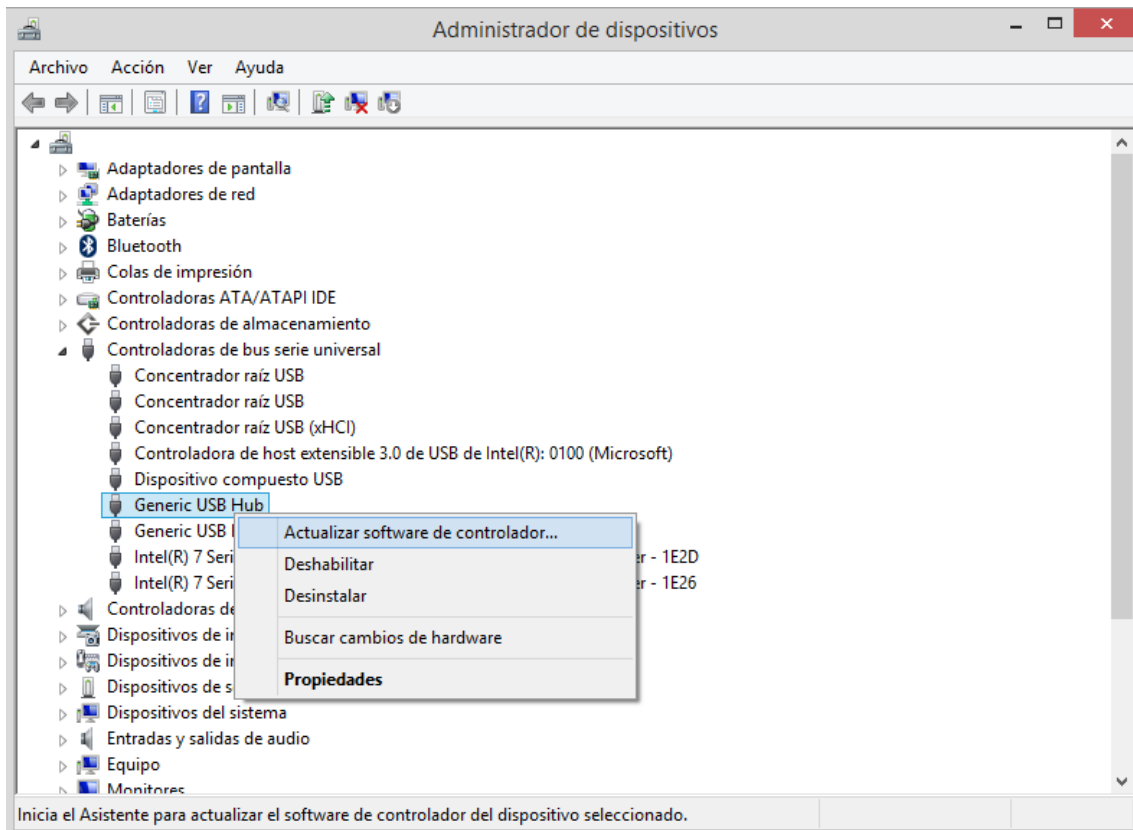 Administrador de dispositivos
Archivo Acción Ver Ayuda
Adaptadores de pantalla
Adaptadores de red
Baterías
Bluetooth
Colas de impresión
Controladoras ATA/ATAPI IDE
Controladoras de almacenamiento
Controladoras de bus serie universal
Concentrador raíz USB
Concentrador raíz USB
Concentrador raíz USB (xHCI)
Controladora de host extensible 3.0 de USB de Intel(R): 0100 (Microsoft)
Dispositivo compuesto USB
Generic USB Hub
Generic USB
Intel(R) 7 Seri er - 1E2D
Intel(R) 7 Seri er - 1E26
Controladoras de
Dispositivos de
Dispositivos de
Dispositivos de s
Dispositivos del sistema
Entradas y salidas de audio
Equipo
Monitores
Actualizar software de controlador...
Deshabilitar
Desinstalar
Buscar cambios de hardware
Propiedades
Inicia el Asistente para actualizar el software de controlador del dispositivo seleccionado.